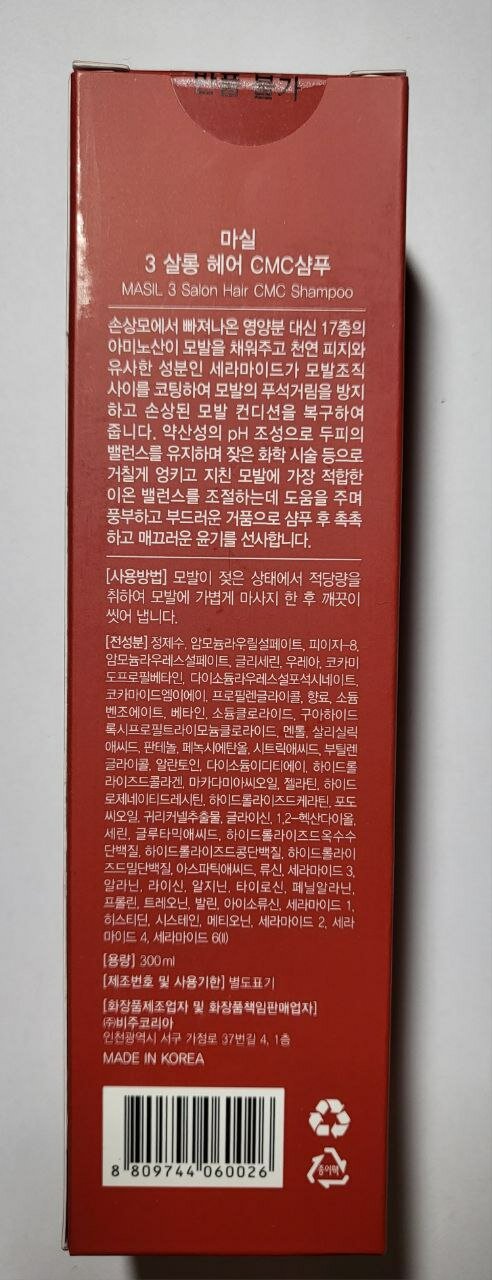 반품 불가
마실
3 살롱 헤어 CMC샴푸
MASIL 3 Salon Hair CMC Shampoo
손상모에서 빠져나온 영양분 대신 17종의
아미노산이 모발을 채워주고 천연 피지와
유사한 성분인 세라마이드가 모발조직
사이를 코팅하여 모발의 푸석거림을 방지
하고 손상된 모발 컨디션을 복구하여
줍니다. 약산성의 pH 조성으로 두피의
밸런스를 유지하며 잦은 화학 시술 등으로
거칠게 엉키고 지친 모발에 가장 적합한
이온 밸런스를 조절하는데 도움을 주며
풍부하고 부드러운 거품으로 샴푸 후 촉촉
하고 매끄러운 윤기를 선사합니다.
[사용방법] 모발이 젖은 상태에서 적당량을
취하여 모발에 가볍게 마사지 한 후 깨끗이
씻어 냅니다.
[전성분] 정제수, 암모늄라우릴설페이트, 피이지-8,
암모늄라우레스설페이트, 글리세린, 우레아, 코카미
도프로필베타인, 다이소듐라우레스설포석시네이트,
코카마이드엠이에이, 프로필렌글라이콜, 향료, 소듐
벤조에이트, 베타인, 소듐클로라이드, 구아하이드
록시프로필트라이모늄클로라이드, 멘톨, 살리실릭
애씨드, 판테놀, 페녹시에탄올, 시트릭애씨드, 부틸렌
글라이콜, 알란토인, 다이소듐이디티에이, 하이드롤
라이즈드콜라겐, 마카다미아씨오일, 젤라틴, 하이드
로제네이티드레시틴, 하이드롤라이즈드케라틴, 포도
씨오일, 귀리커넬추출물, 글라이신, 1,2-헥산다이올,
세린, 글루타믹애씨드, 하이드롤라이즈드옥수수
단백질, 하이드롤라이즈드콩단백질, 하이드롤라이
즈드밀단백질, 아스파틱애씨드, 류신, 세라마이드 3,
알라닌, 라이신, 알지닌, 타이로신, 페닐알라닌,
프롤린, 트레오닌, 발린, 아이소류신, 세라마이드 1,
히스티딘, 시스테인, 메티오닌, 세라마이드 2, 세라
마이드 4, 세라마이드 6(II)
[용량] 300ml
[제조번호 및 사용기한] 별도표기
[화장품제조업자 및 화장품책임판매업자]
㈜비주코리아
인천광역시 서구 가정로 37번길 4, 1층
MADE IN KOREA
8 809744 060026
종이팩